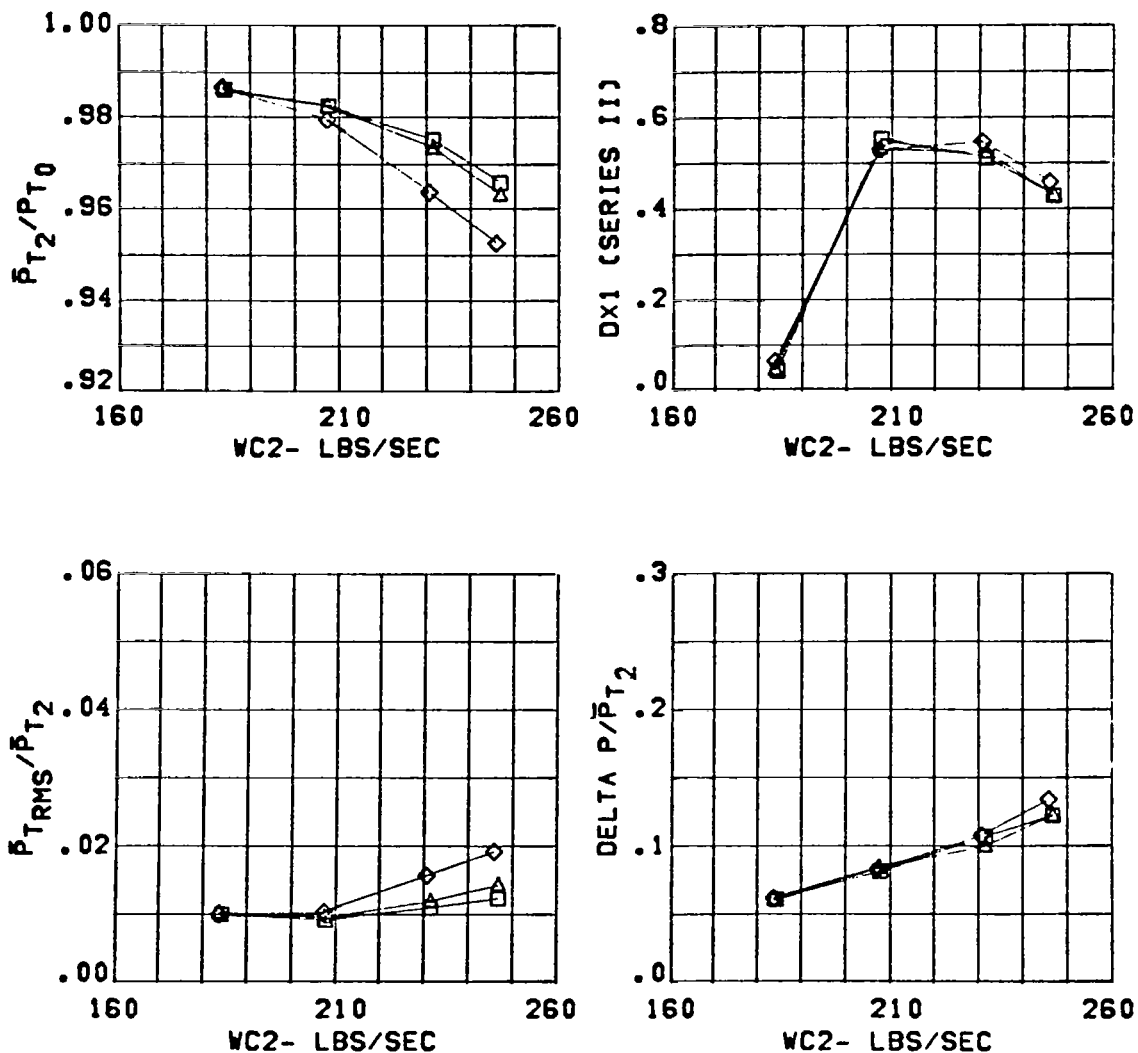 1.00
.98
.96
.94
.92
P̄T2/PT0
160 210 260
WC2- LBS/SEC
.8
.6
.4
.2
.0
DX1 (SERIES II)
160 210 260
WC2- LBS/SEC
.06
.04
.02
.00
P̄TRMS/P̄T2
160 210 260
WC2- LBS/SEC
.3
.2
.1
.0
DELTA P/P̄T2
160 210 260
WC2- LBS/SEC